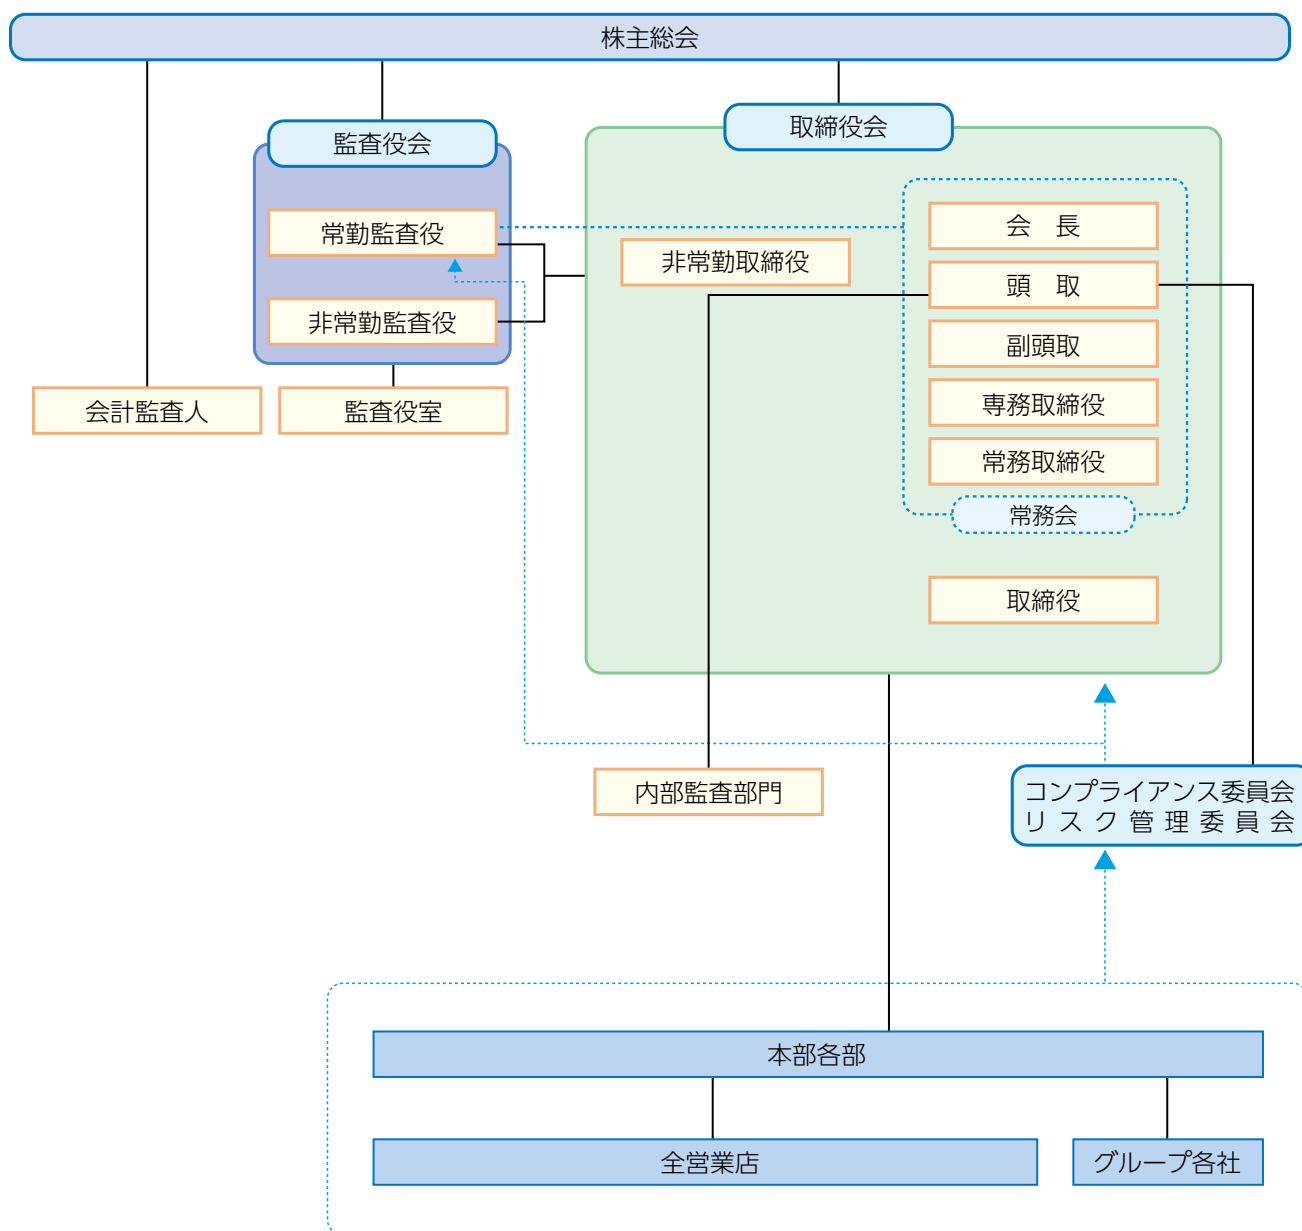 株主総会
監査役会
取締役会
常勤監査役
非常勤監査役
会計監査人
監査役室
非常勤取締役
会　長
頭　取
副頭取
専務取締役
常務取締役
常務会
取締役
内部監査部門
コンプライアンス委員会
リスク管理委員会
本部各部
全営業店
グループ各社